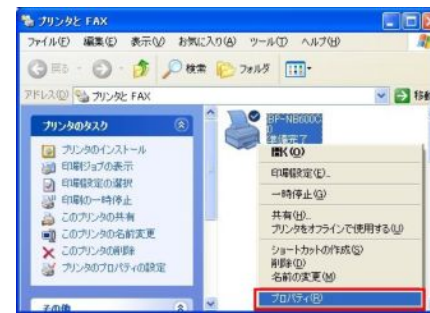 プリンタと FAX
ファイル(F) 編集(E) 表示(V) お気に入り(A) ツール(T) ヘルプ(H)
戻る 検索 フォルダ
アドレス(D) プリンタと FAX 移動
プリンタのタスク
プリンタのインストール
印刷ジョブの表示
印刷設定の選択
印刷の一時停止
このプリンタの共有
このプリンタの名前変更
このプリンタの削除
プリンタのプロパティの設定
その他
BP-NB600C
0
準備完了
開く(O)
印刷設定(E)...
一時停止(G)
共有(H)...
プリンタをオフラインで使用する(U)
ショートカットの作成(S)
削除(D)
名前の変更(M)
プロパティ(R)